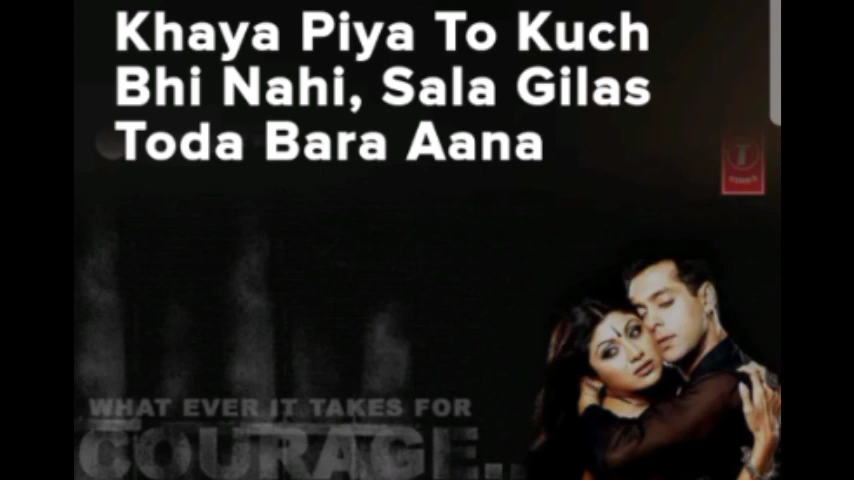 Khaya Piya To Kuch
Bhi Nahi, Sala Gilas
Toda Bara Aana
T
WHAT EVER IT TAKES FOR
COURAGE..